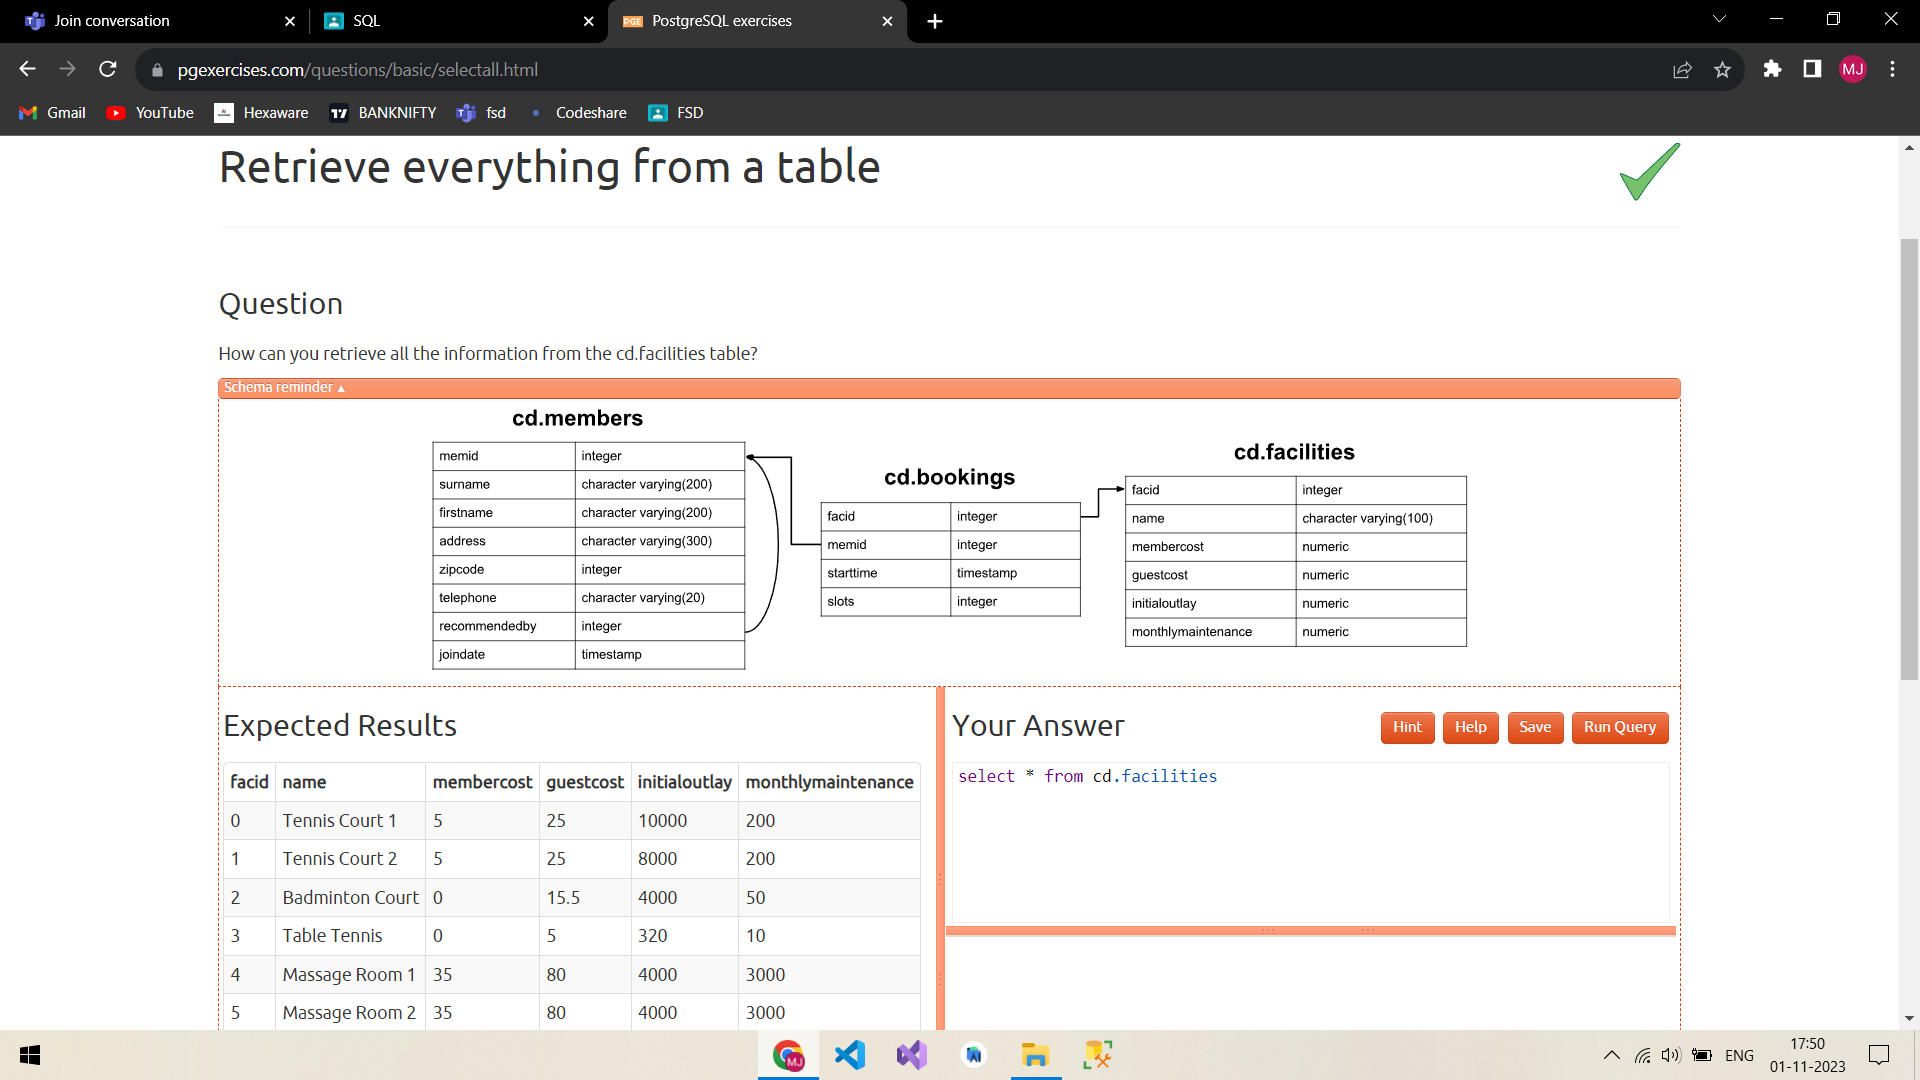 Join conversation
SQL
PGE PostgreSQL exercises
pgexercises.com/questions/basic/selectall.html
MJ
Gmail YouTube Hexaware BANKNIFTY fsd Codeshare FSD
Retrieve everything from a table
Question
How can you retrieve all the information from the cd.facilities table?
Schema reminder ▲
cd.members
memid integer
surname character varying(200)
firstname character varying(200)
address character varying(300)
zipcode integer
telephone character varying(20)
recommendedby integer
joindate timestamp
cd.bookings
facid integer
memid integer
starttime timestamp
slots integer
cd.facilities
facid integer
name character varying(100)
membercost numeric
guestcost numeric
initialoutlay numeric
monthlymaintenance numeric
Expected Results
facid name membercost guestcost initialoutlay monthlymaintenance
0 Tennis Court 1 5 25 10000 200
1 Tennis Court 2 5 25 8000 200
2 Badminton Court 0 15.5 4000 50
3 Table Tennis 0 5 320 10
4 Massage Room 1 35 80 4000 3000
5 Massage Room 2 35 80 4000 3000
Your Answer
Hint Help Save Run Query
select * from cd.facilities
MJ
ENG
17:50
01-11-2023